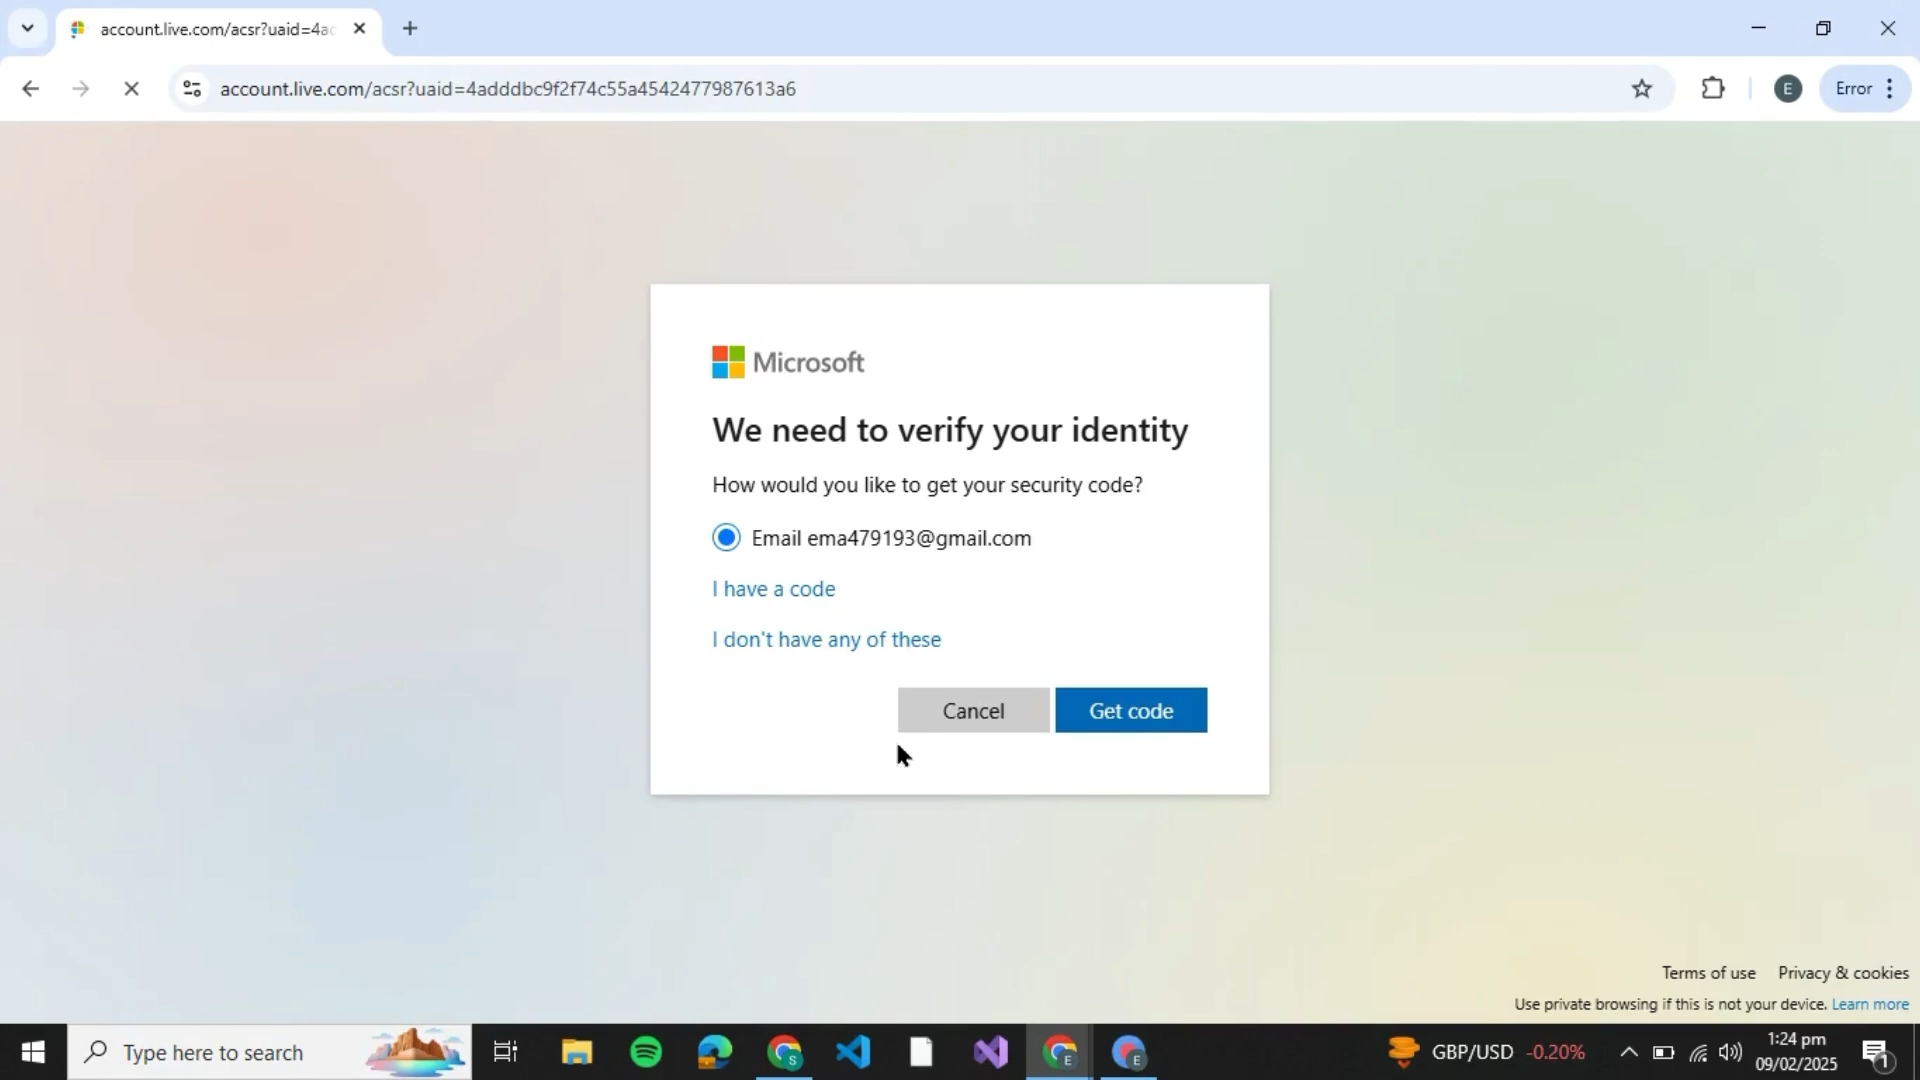 account.live.com/acsr?uaid=4ad
account.live.com/acsr?uaid=4adddbc9f2f74c55a4542477987613a6
E
Error
Microsoft
We need to verify your identity
How would you like to get your security code?
Email ema479193@gmail.com
I have a code
I don't have any of these
Cancel
Get code
Terms of use
Privacy & cookies
Use private browsing if this is not your device. Learn more
Type here to search
S
E
E
GBP/USD -0.20%
1:24 pm
09/02/2025
1